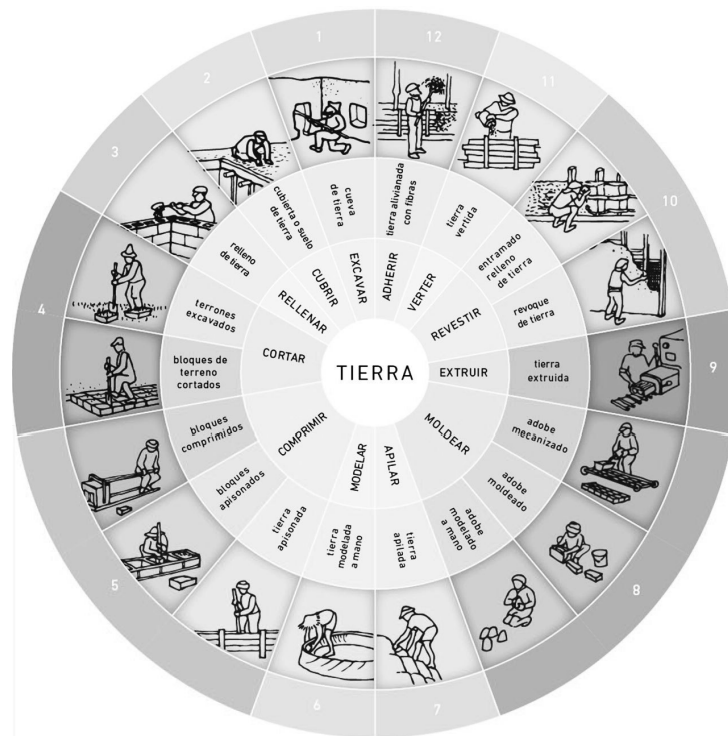 TIERRA
1
EXCAVAR
cueva
de tierra
2
CUBRIR
cubierta o suelo
de tierra
3
RELLENAR
relleno
de tierra
4
CORTAR
terrones
excavados
bloques de
terreno
cortados
5
COMPRIMIR
bloques
comprimidos
bloques
apisonados
tierra
apisonada
6
MODELAR
tierra
modelada
a mano
7
APILAR
tierra
apilada
8
MOLDEAR
adobe
modelado
a mano
adobe
moldeado
adobe
mecanizado
9
EXTRUIR
tierra
extruida
10
REVESTIR
revoque
de tierra
entramado
relleno
de tierra
11
VERTER
tierra
vertida
12
ADHERIR
tierra alivianada
con fibras